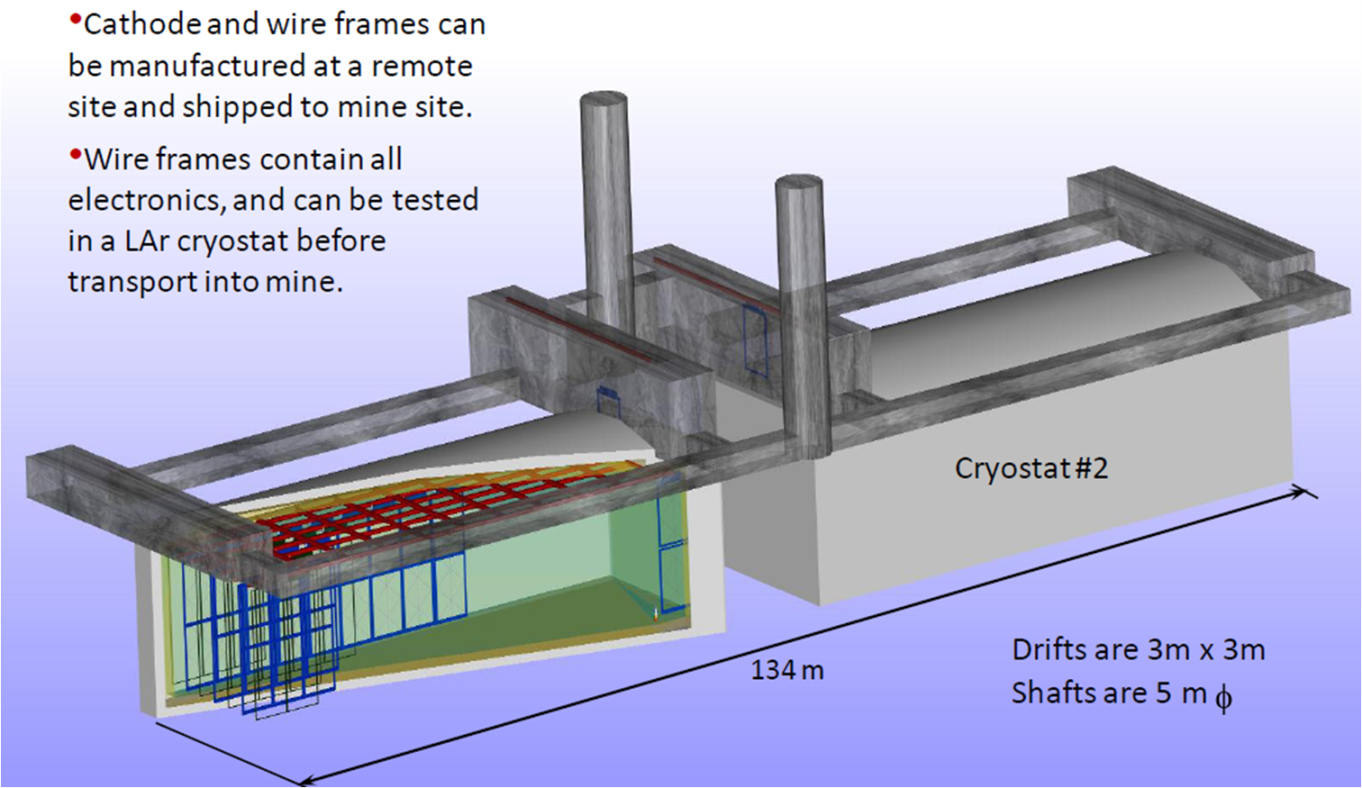 •Cathode and wire frames can
be manufactured at a remote
site and shipped to mine site.
•Wire frames contain all
electronics, and can be tested
in a LAr cryostat before
transport into mine.
Cryostat #2
134 m
Drifts are 3m x 3m
Shafts are 5 m ϕ